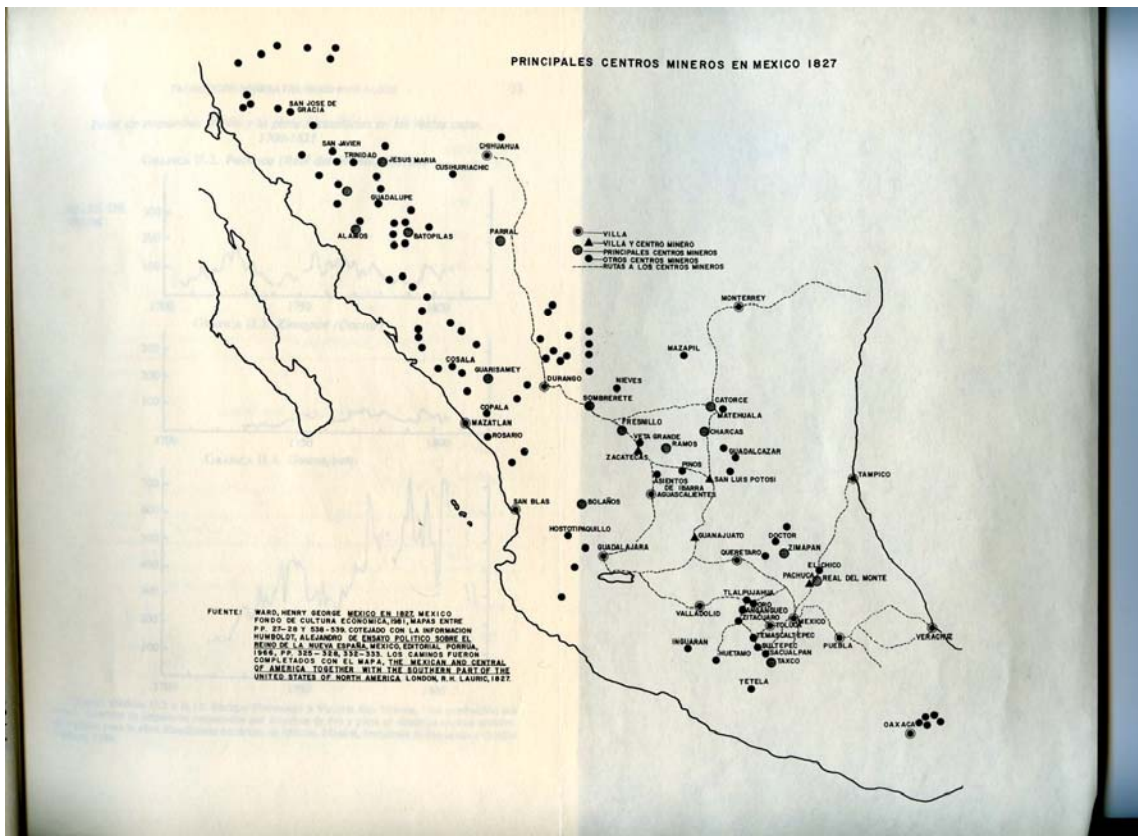 PRINCIPALES CENTROS MINEROS EN MEXICO 1827
SAN JOSE DE
GRACIA
SAN JAVIER
TRINIDAD
JESUS MARIA
CUSIHUIRIACHIC
CHIHUAHUA
GUADALUPE
ALAMOS
BATOPILAS
PARRAL
VILLA
VILLA Y CENTRO MINERO
PRINCIPALES CENTROS MINEROS
OTROS CENTROS MINEROS
RUTAS A LOS CENTROS MINEROS
MONTERREY
MAZAPIL
COSALA
GUARISAMEY
DURANGO
NIEVES
SOMBRERETE
CATORCE
MATEHUALA
COPALA
MAZATLAN
ROSARIO
FRESNILLO
CHARCAS
VETA GRANDE
RAMOS
GUADALCAZAR
ZACATECAS
PINOS
ASIENTOS
DE IBARRA
SAN LUIS POTOSI
TAMPICO
AGUASCALIENTES
SAN BLAS
BOLAÑOS
HOSTOTIPAQUILLO
GUANAJUATO
DOCTOR
ZIMAPAN
GUADALAJARA
QUERETARO
EL CHICO
PACHUCA
REAL DEL MONTE
TLALPUJAHUA
ORO
ANGANGUEO
VALLADOLID
ZITACUARO
MEXICO
TOLUCA
VERACRUZ
TEMASCALTEPEC
PUEBLA
INGUARAN
SULTEPEC
HUETAMO
SACUALPAN
TAXCO
TETELA
OAXACA
FUENTE: WARD, HENRY GEORGE MEXICO EN 1827, MEXICO
FONDO DE CULTURA ECONOMICA, 1981, MAPAS ENTRE
PP. 27-28 Y 538-539. COTEJADO CON LA INFORMACION
HUMBOLDT, ALEJANDRO DE ENSAYO POLITICO SOBRE EL
REINO DE LA NUEVA ESPAÑA, MEXICO, EDITORIAL PORRUA,
1966, PP. 325-328, 332-333. LOS CAMINOS FUERON
COMPLETADOS CON EL MAPA, THE MEXICAN AND CENTRAL
OF AMERICA TOGETHER WITH THE SOUTHERN PART OF THE
UNITED STATES OF NORTH AMERICA LONDON, R.H. LAURIC, 1827.